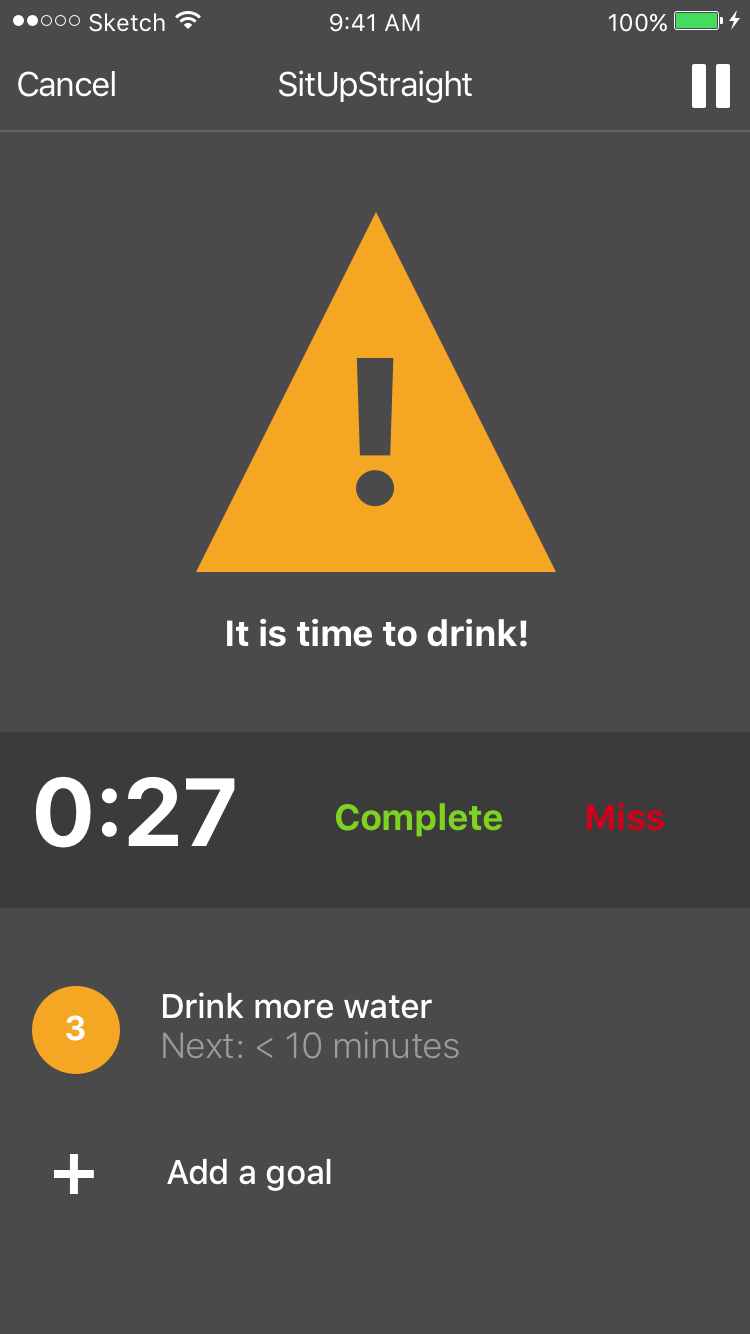 Sketch 9:41 AM 100%
Cancel SitUpStraight
!
It is time to drink!
0:27 Complete Miss
3 Drink more water
Next: < 10 minutes
+ Add a goal